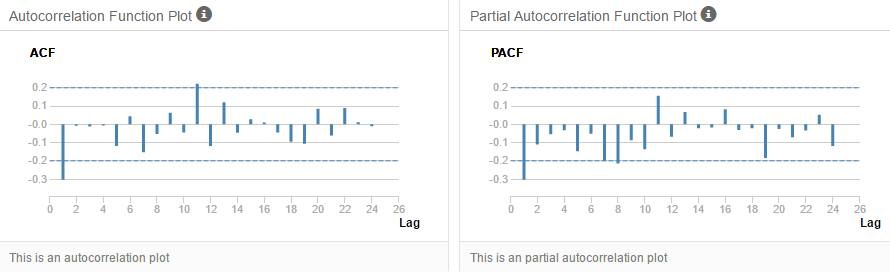 Autocorrelation Function Plot
ACF
0.2
0.1
-0.0
-0.1
-0.2
-0.3
0 2 4 6 8 10 12 14 16 18 20 22 24 26
Lag
This is an autocorrelation plot
Partial Autocorrelation Function Plot
PACF
0.2
0.1
-0.0
-0.1
-0.2
-0.3
0 2 4 6 8 10 12 14 16 18 20 22 24 26
Lag
This is an partial autocorrelation plot